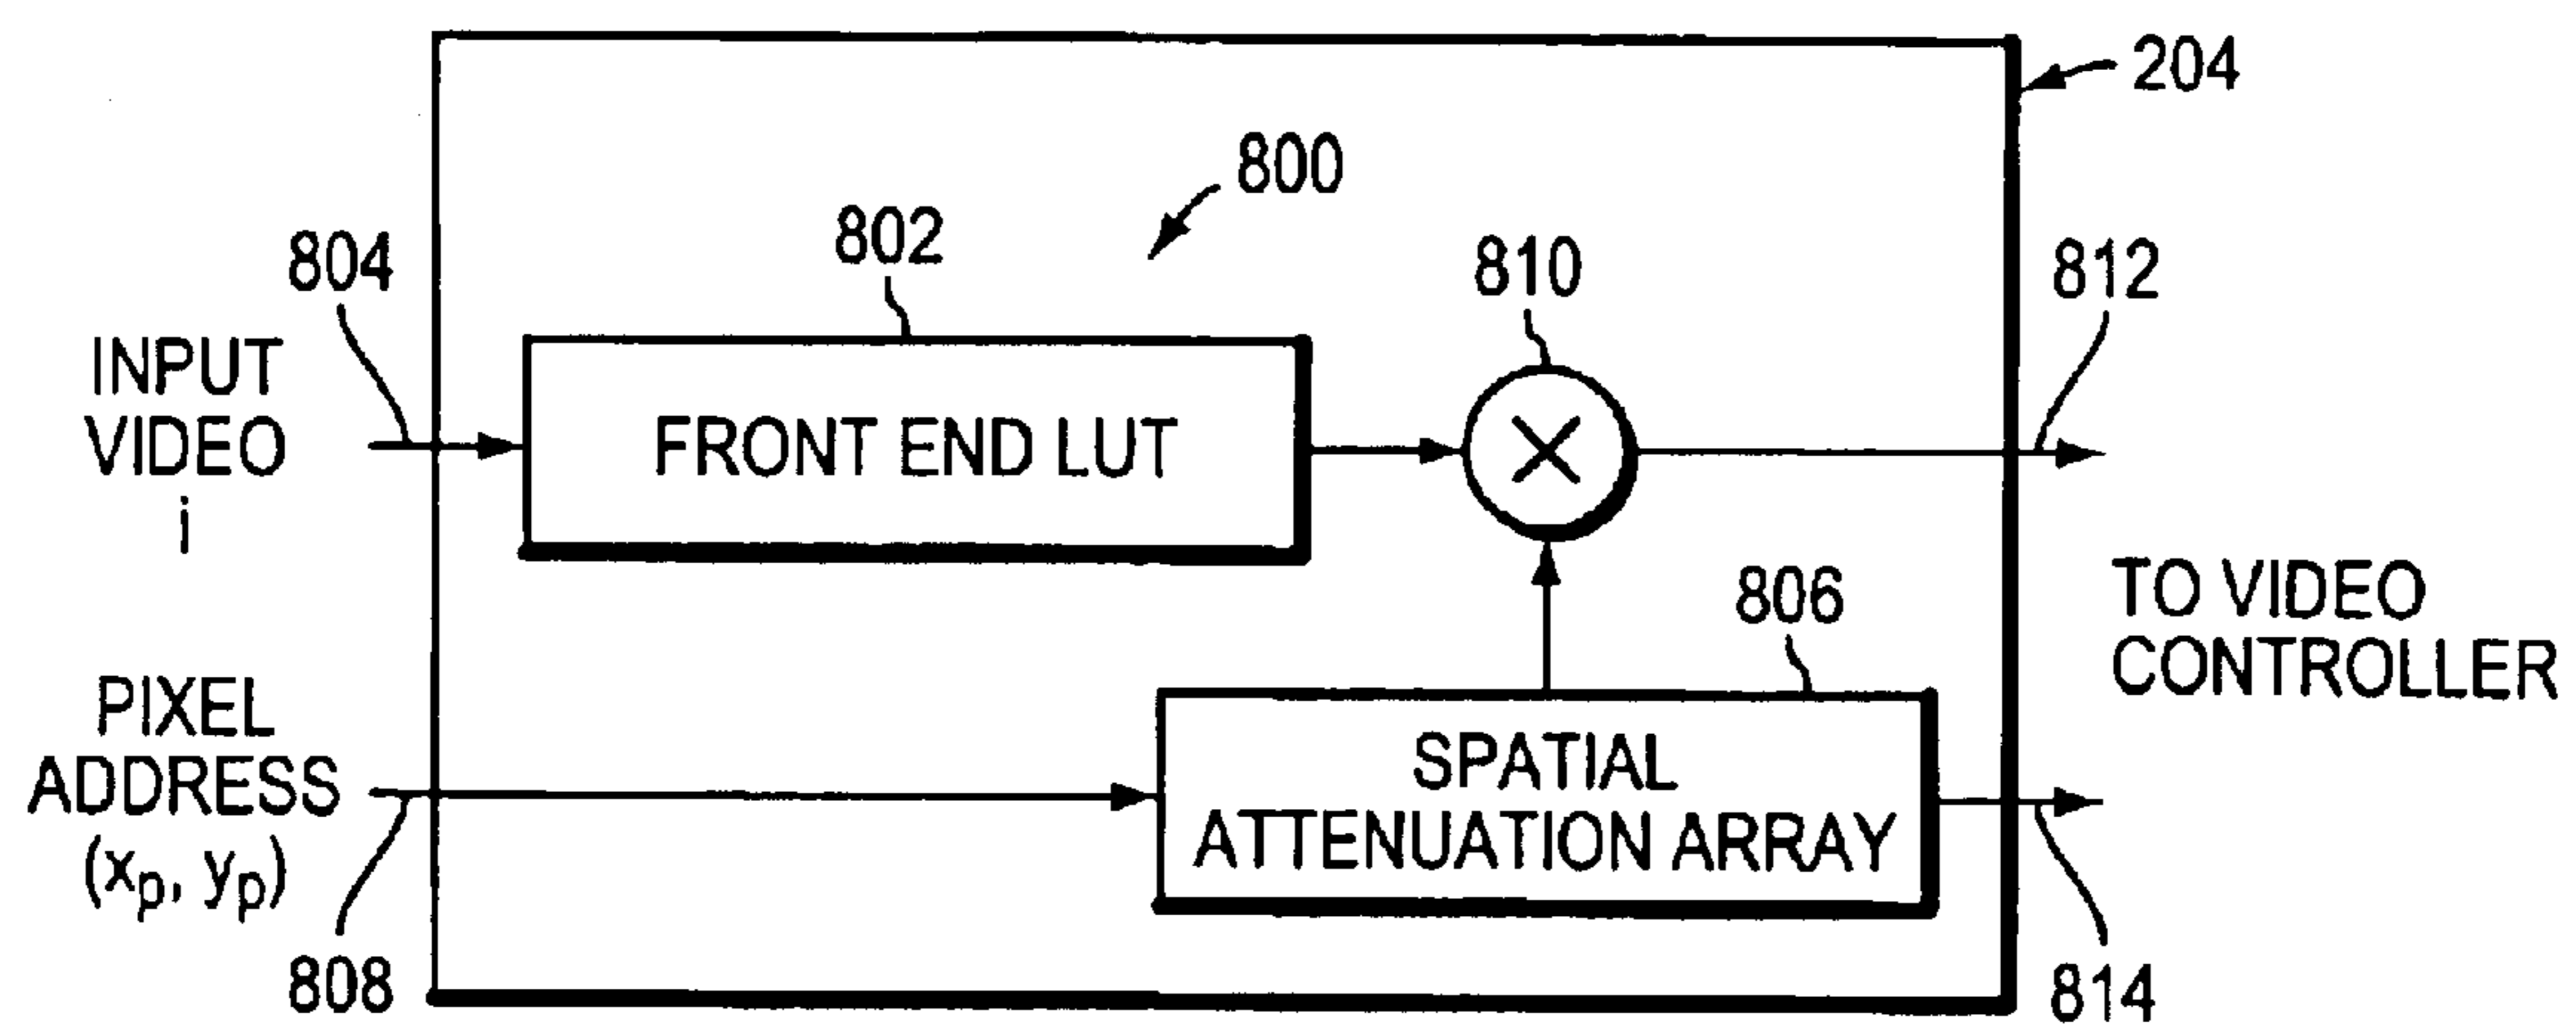 204
800
802
804
810
812
INPUT
VIDEO
i
FRONT END LUT
806
TO VIDEO
CONTROLLER
PIXEL
ADDRESS
(xp, yp)
SPATIAL
ATTENUATION ARRAY
808
814